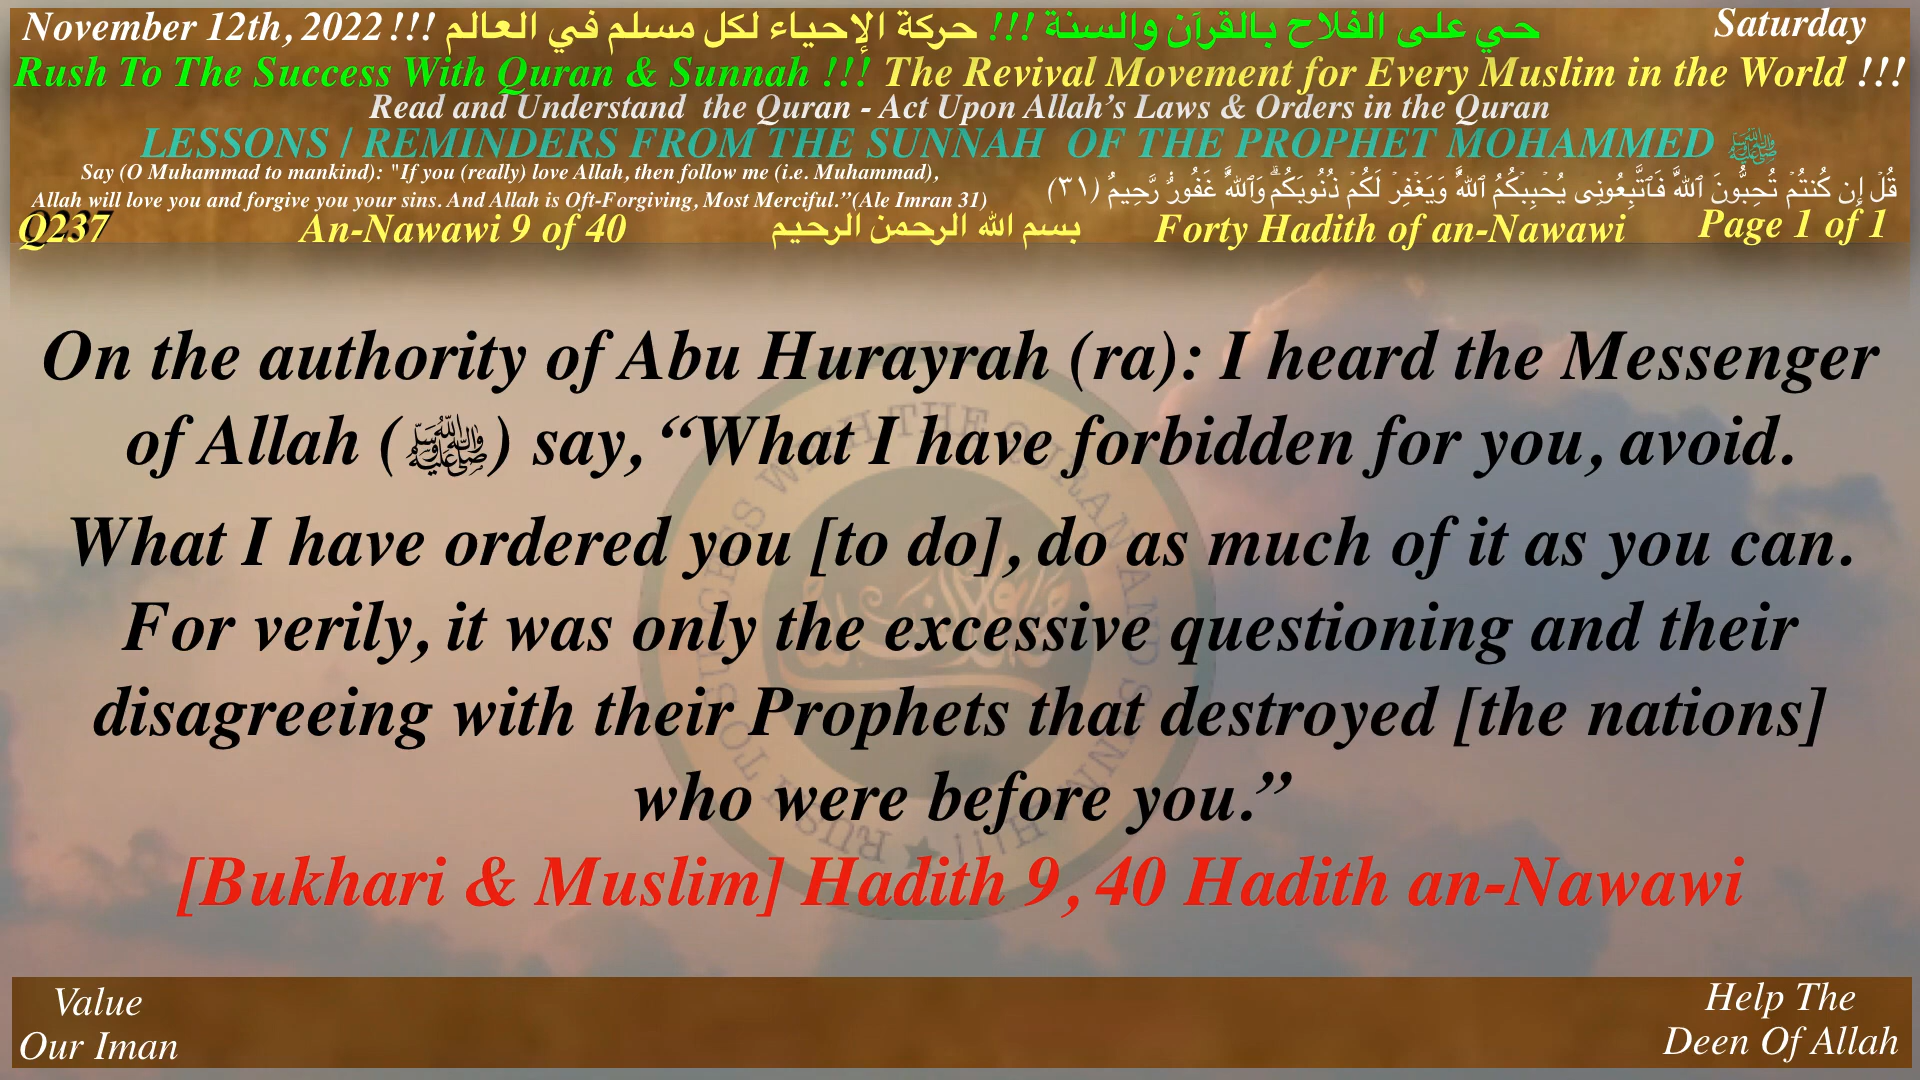 November 12th, 2022 !!! حي على الفلاح بالقرآن والسنة !!! حركة الإحياء لكل مسلم في العالم Saturday
Rush To The Success With Quran & Sunnah !!! The Revival Movement for Every Muslim in the World !!!
Read and Understand the Quran - Act Upon Allah’s Laws & Orders in the Quran
LESSONS / REMINDERS FROM THE SUNNAH OF THE PROPHET MOHAMMED ﷺ
Say (O Muhammad to mankind): "If you (really) love Allah, then follow me (i.e. Muhammad),
Allah will love you and forgive you your sins. And Allah is Oft-Forgiving, Most Merciful.”(Ale Imran 31)
قُلْ إِن كُنتُمْ تُحِبُّونَ ٱللَّهَ فَٱتَّبِعُونِى يُحْبِبْكُمُ ٱللَّهُ وَيَغْفِرْ لَكُمْ ذُنُوبَكُمْ ۗ وَٱللَّهُ غَفُورٌ رَّحِيمٌ (٣١)
Q237 An-Nawawi 9 of 40 بسم الله الرحمن الرحيم Forty Hadith of an-Nawawi Page 1 of 1
On the authority of Abu Hurayrah (ra): I heard the Messenger
of Allah (ﷺ) say, “What I have forbidden for you, avoid.
What I have ordered you [to do], do as much of it as you can.
For verily, it was only the excessive questioning and their
disagreeing with their Prophets that destroyed [the nations]
who were before you.”
[Bukhari & Muslim] Hadith 9, 40 Hadith an-Nawawi
RUSH TO SUCCESS WITH THE QURAN AND SUNNAH !!!
Value
Our Iman
Help The
Deen Of Allah